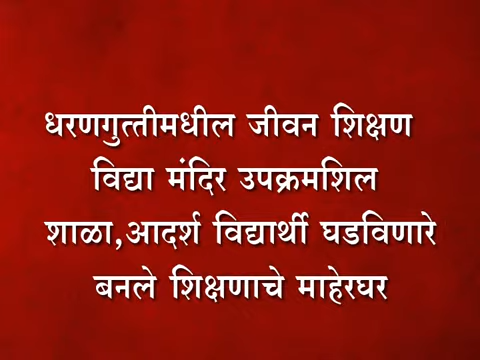 धरणगुत्तीमधील जीवन शिक्षण
विद्या मंदिर उपक्रमशिल
शाळा,आदर्श विद्यार्थी घडविणारे
बनले शिक्षणाचे माहेरघर